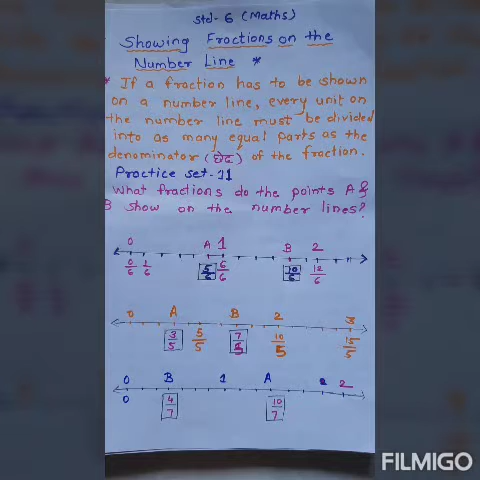 Std- 6 (Maths)
Showing Fractions on the
Number Line *
* If a fraction has to be shown
on a number line, every unit on
the number line must be divided
into as many equal parts as the
denominator (छेद) of the fraction.
Practice set-11
What fractions do the points A &
B show on the number lines?
0 A 1 B 2
0/6 1/6 5/6 6/6 10/6 12/6
0 A B 2 3
3/5 5/5 7/5 10/5 15/5
0 B 1 A 2
0 4/7 10/7
FILMIGO